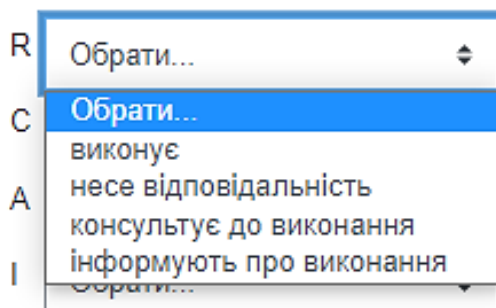 R Обрати...
Обрати...
C
виконує
несе відповідальність
A
консультує до виконання
інформують про виконання
I
Обрати...